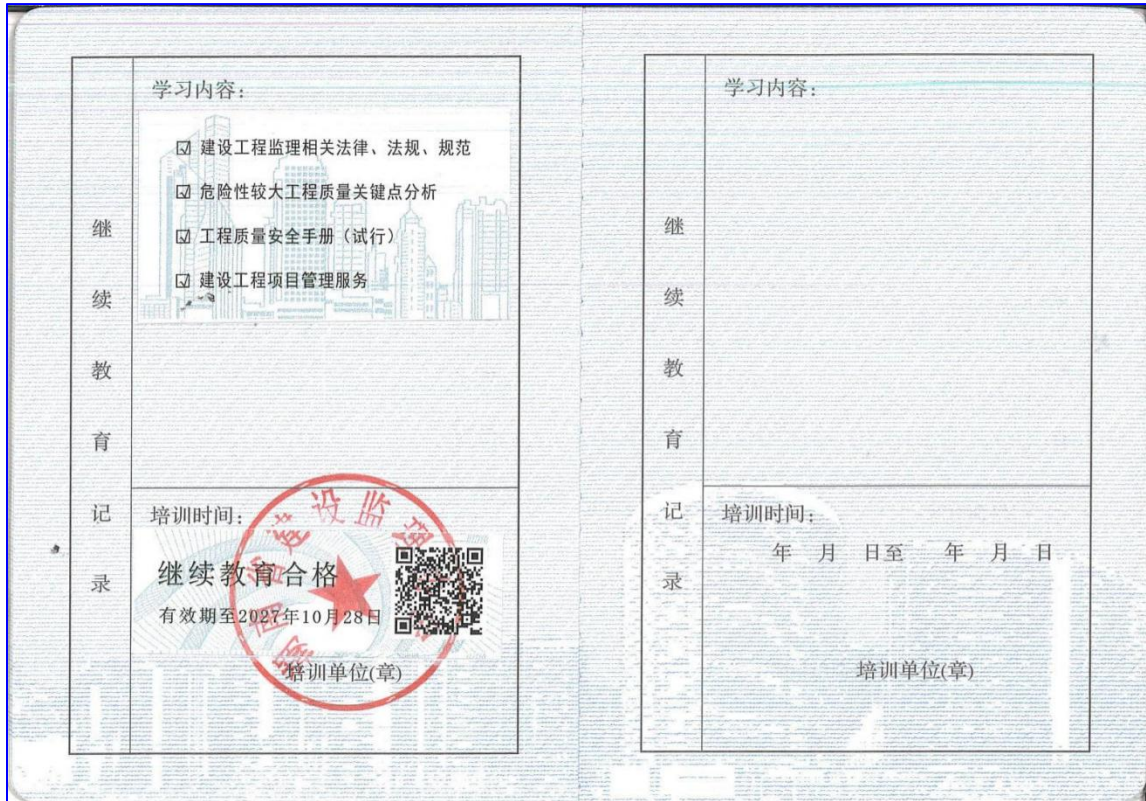 学习内容：
☑ 建设工程监理相关法律、法规、规范
☑ 危险性较大工程质量关键点分析
☑ 工程质量安全手册（试行）
☑ 建设工程项目管理服务
继续教育记录
培训时间：
继续教育合格
有效期至2027年10月28日
培训单位(章)
建设监理
学习内容：
继续教育记录
培训时间：
年 月 日至 年 月 日
培训单位(章)